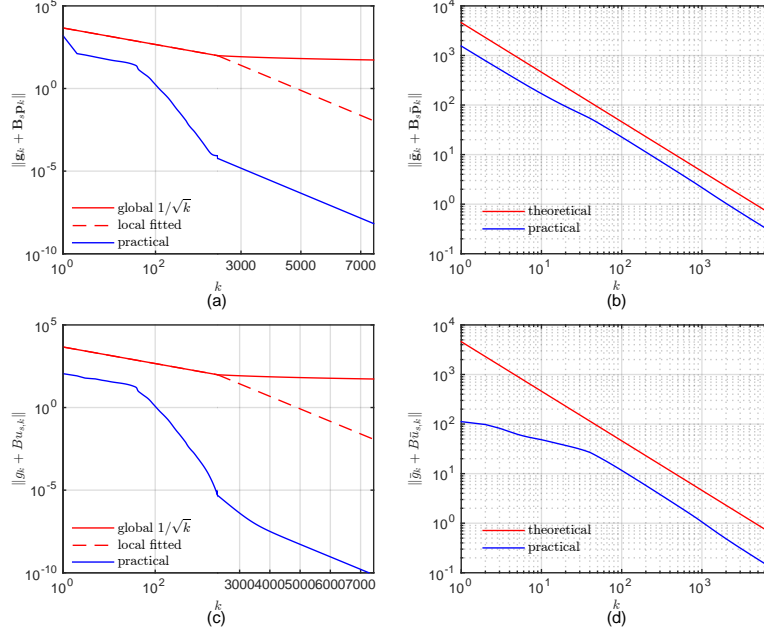 10^5
10^0
10^{-5}
10^{-10}
‖g_k + B_s p_k‖
global 1/√k
local fitted
practical
10^0
10^2
3000
5000
7000
k
(a)
10^4
10^3
10^2
10^1
10^0
10^{-1}
‖ḡ_k + B_s p̄_k‖
theoretical
practical
10^0
10^1
10^2
10^3
k
(b)
10^5
10^0
10^{-5}
10^{-10}
‖g_k + Bu_{s,k}‖
global 1/√k
local fitted
practical
10^0
10^2
30004000500060007000
k
(c)
10^4
10^3
10^2
10^1
10^0
10^{-1}
‖ḡ_k + Bū_{s,k}‖
theoretical
practical
10^0
10^1
10^2
10^3
k
(d)